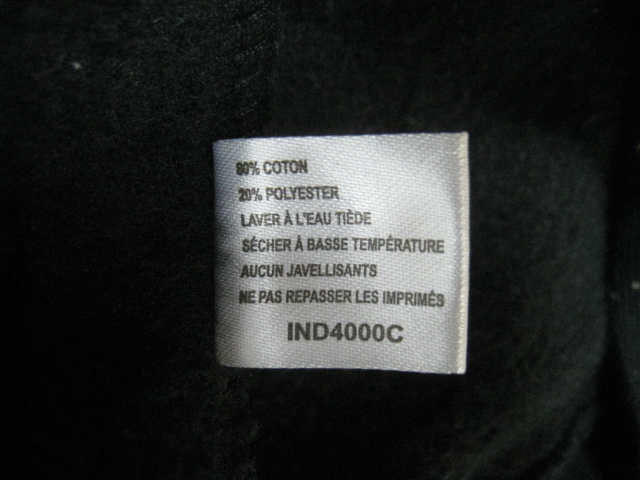 80% COTON
20% POLYESTER
LAVER À L'EAU TIÈDE
SÉCHER À BASSE TEMPÉRATURE
AUCUN JAVELLISANTS
NE PAS REPASSER LES IMPRIMÉS
IND4000C